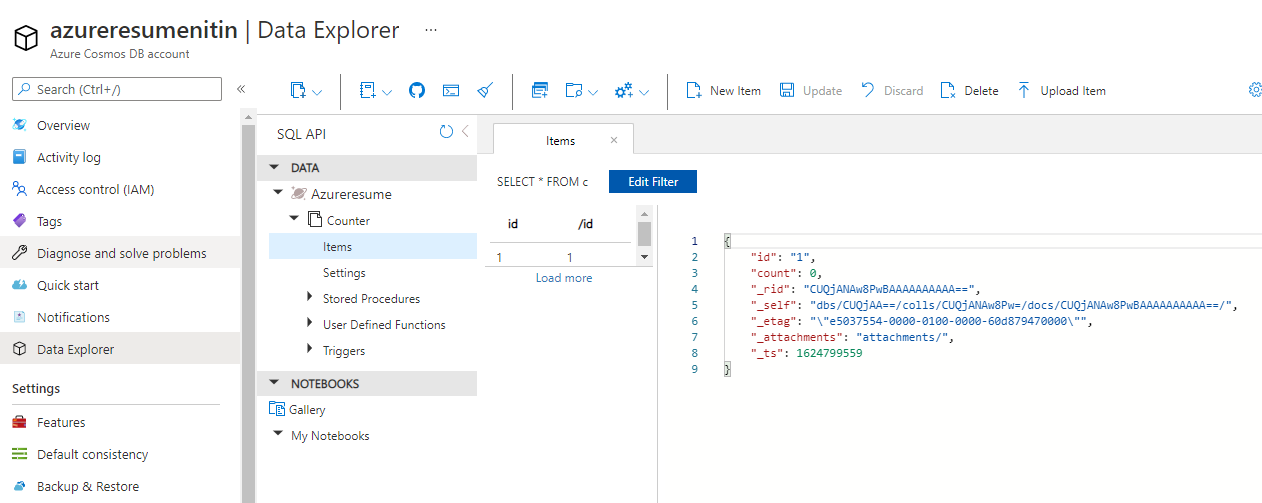 azureresumenitin | Data Explorer ...
Azure Cosmos DB account
Search (Ctrl+/)
«
New Item
Update
Discard
Delete
Upload Item
Overview
Activity log
Access control (IAM)
Tags
Diagnose and solve problems
Quick start
Notifications
Data Explorer
Settings
Features
Default consistency
Backup & Restore
SQL API
DATA
Azureresume
Counter
Items
Settings
Stored Procedures
User Defined Functions
Triggers
NOTEBOOKS
Gallery
My Notebooks
Items ×
SELECT * FROM c Edit Filter
id /id
1 1
Load more
1 {
2 "id": "1",
3 "count": 0,
4 "_rid": "CUQjANAw8PwBAAAAAAAAAA==",
5 "_self": "dbs/CUQjAA==/colls/CUQjANAw8Pw=/docs/CUQjANAw8PwBAAAAAAAAAA==/",
6 "_etag": "\"e5037554-0000-0100-0000-60d879470000\"",
7 "_attachments": "attachments/",
8 "_ts": 1624799559
9 }